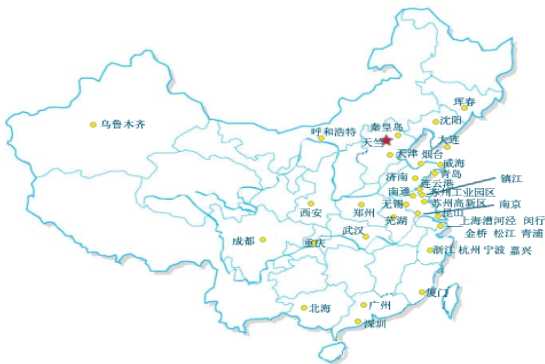 珲春
乌鲁木齐
沈阳
呼和浩特
秦皇岛
天竺
大连
天津 烟台
威海
青岛
济南
镇江
连云港
南通
苏州工业园区
西安
郑州
无锡
苏州高新区
南京
芜湖
昆山
上海漕河泾 闵行
武汉
金桥 松江 青浦
成都
重庆
浙江 杭州 宁波 嘉兴
厦门
北海
广州
深圳